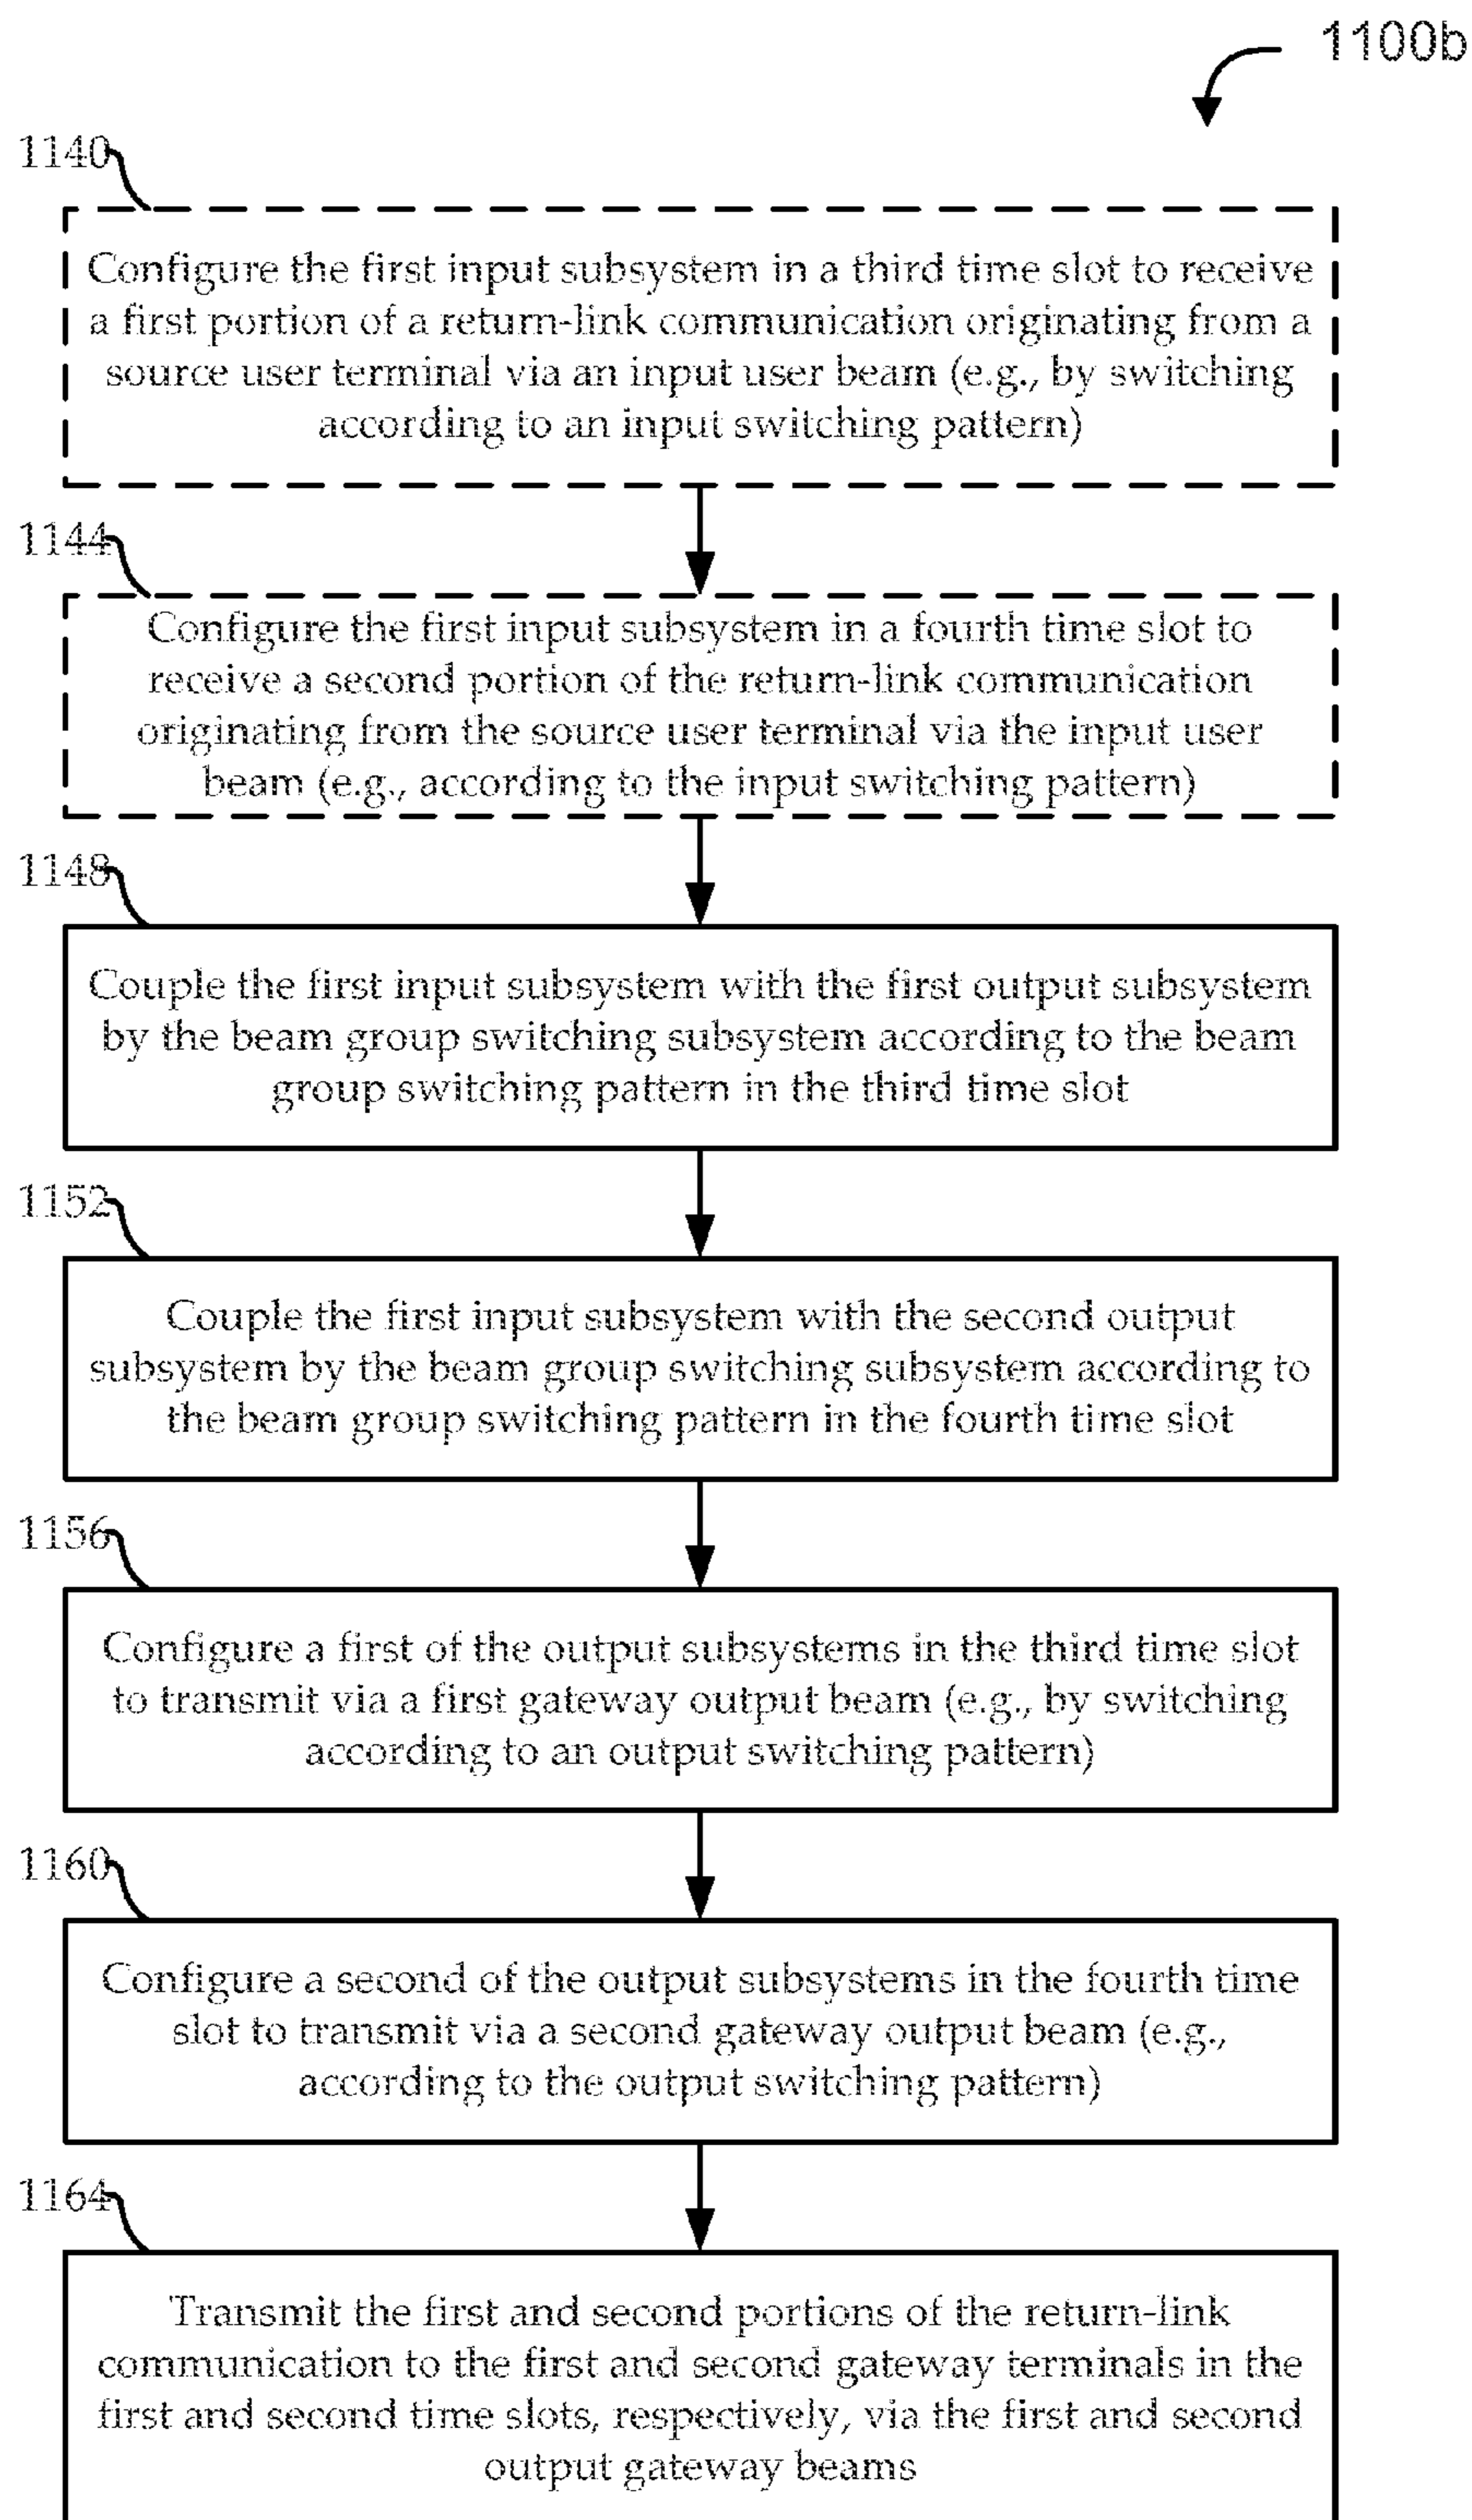 1100b
1140
Configure the first input subsystem in a third time slot to receive
a first portion of a return-link communication originating from a
source user terminal via an input user beam (e.g., by switching
according to an input switching pattern)
1144
Configure the first input subsystem in a fourth time slot to
receive a second portion of the return-link communication
originating from the source user terminal via the input user
beam (e.g., according to the input switching pattern)
1148
Couple the first input subsystem with the first output subsystem
by the beam group switching subsystem according to the beam
group switching pattern in the third time slot
1152
Couple the first input subsystem with the second output
subsystem by the beam group switching subsystem according to
the beam group switching pattern in the fourth time slot
1156
Configure a first of the output subsystems in the third time slot
to transmit via a first gateway output beam (e.g., by switching
according to an output switching pattern)
1160
Configure a second of the output subsystems in the fourth time
slot to transmit via a second gateway output beam (e.g.,
according to the output switching pattern)
1164
Transmit the first and second portions of the return-link
communication to the first and second gateway terminals in the
first and second time slots, respectively, via the first and second
output gateway beams